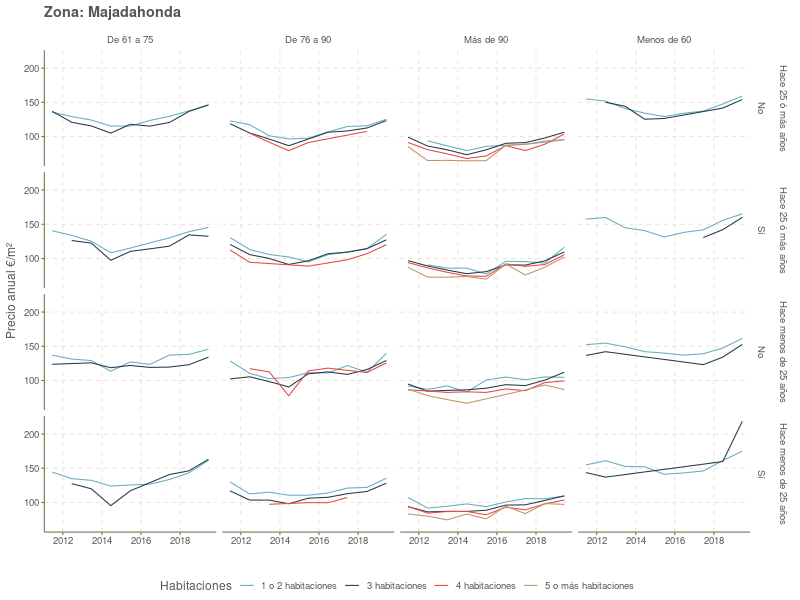 Zona: Majadahonda
De 61 a 75
De 76 a 90
Más de 90
Menos de 60
200
150
100
No
Hace 25 ó más años
200
150
100
Si
Hace 25 ó más años
200
150
100
No
Hace menos de 25 años
200
150
100
Si
Hace menos de 25 años
Precio anual €/m²
2012 2014 2016 2018
2012 2014 2016 2018
2012 2014 2016 2018
2012 2014 2016 2018
Habitaciones 1 o 2 habitaciones 3 habitaciones 4 habitaciones 5 o más habitaciones